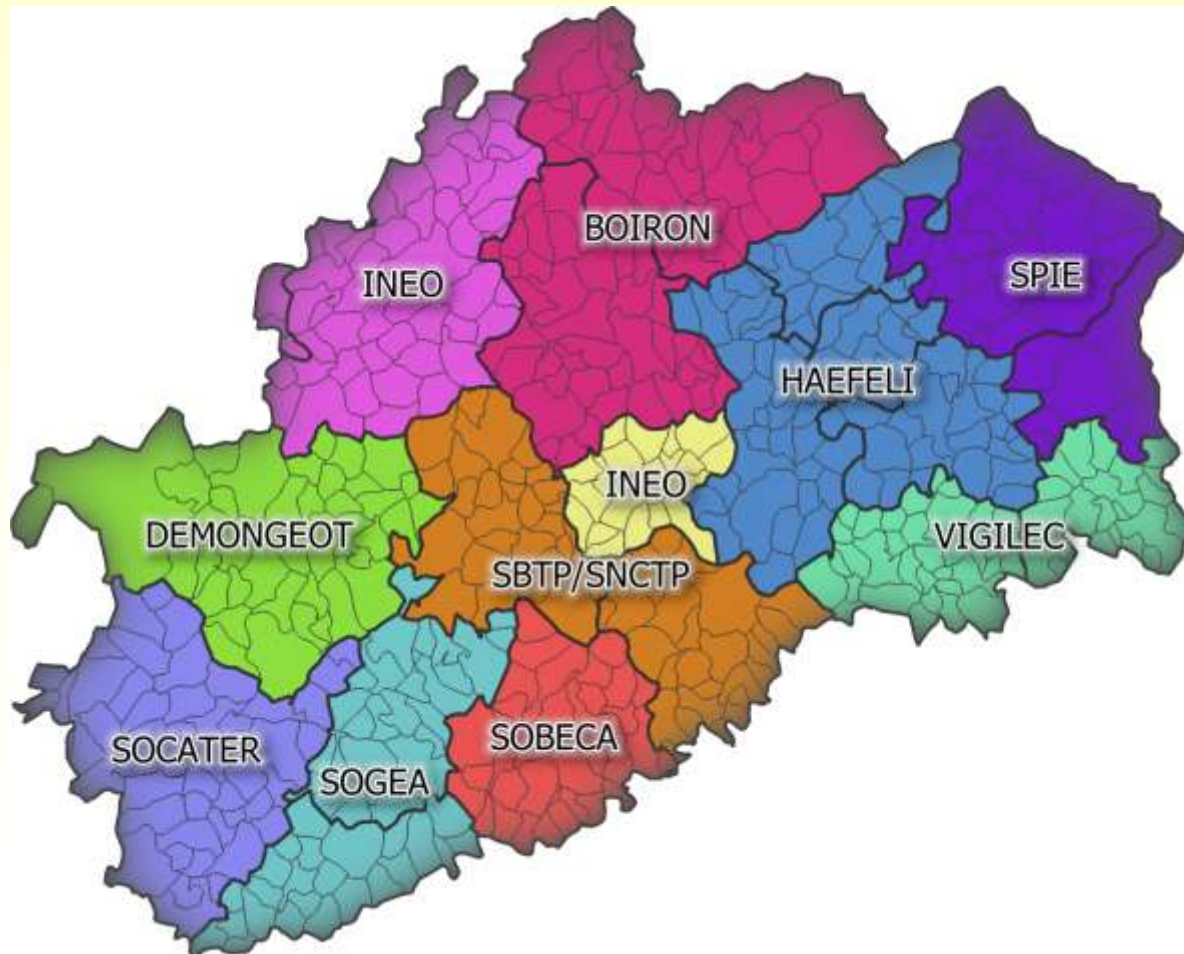 BOIRON
INEO
SPIE
HAEFELI
INEO
DEMONGEOT
VIGILEC
SBTP/SNCTP
SOCATER
SOBECA
SOGEA